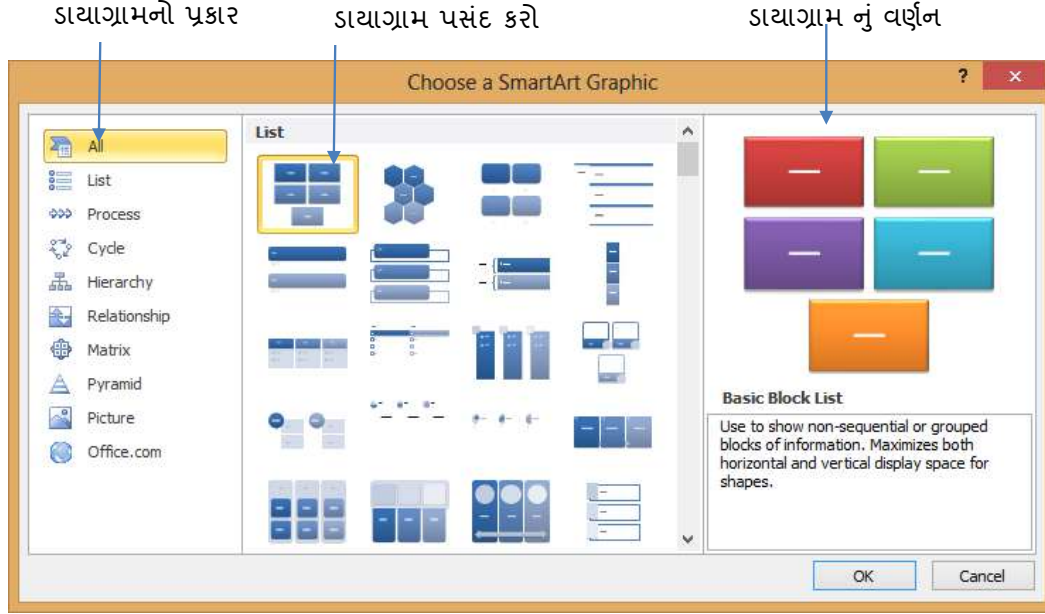 ડાયાગ્રામનો પ્રકાર
ડાયાગ્રામ પસંદ કરો
ડાયાગ્રામ નું વર્ણન
Choose a SmartArt Graphic
?
All
List
Process
Cycle
Hierarchy
Relationship
Matrix
Pyramid
Picture
Office.com
List
Basic Block List
Use to show non-sequential or grouped
blocks of information. Maximizes both
horizontal and vertical display space for
shapes.
OK
Cancel